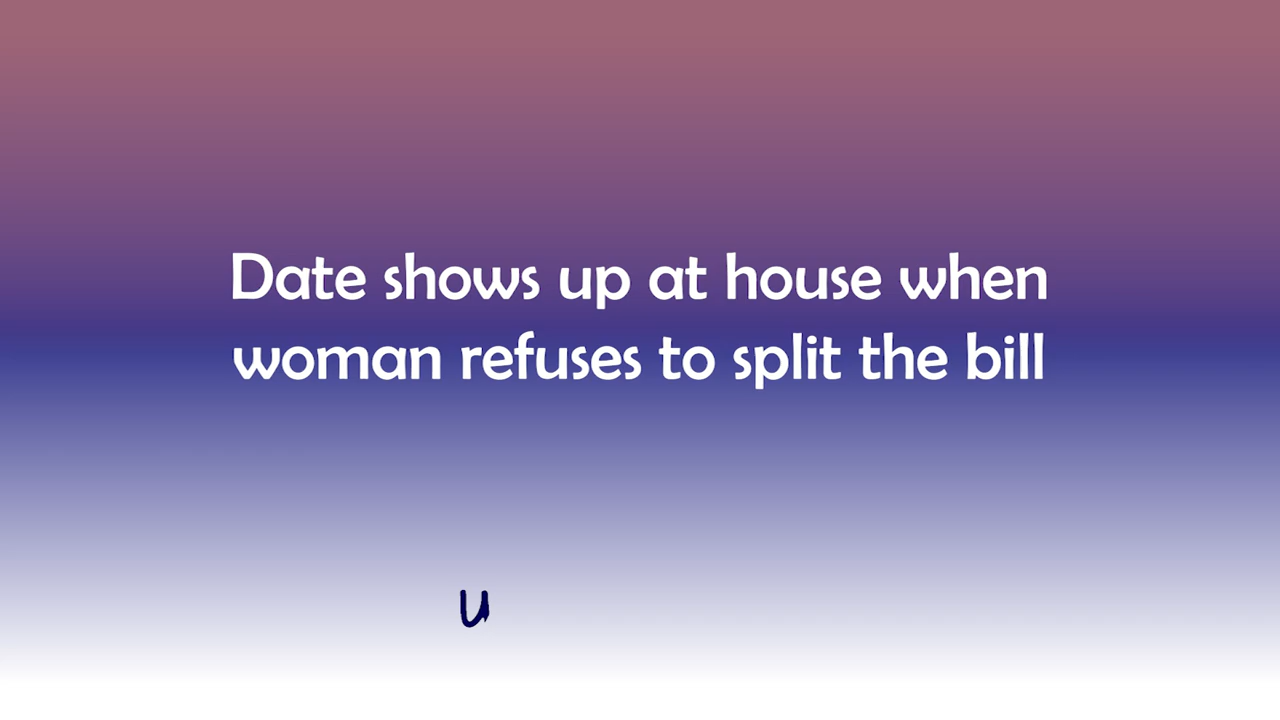 Date shows up at house when
woman refuses to split the bill
u